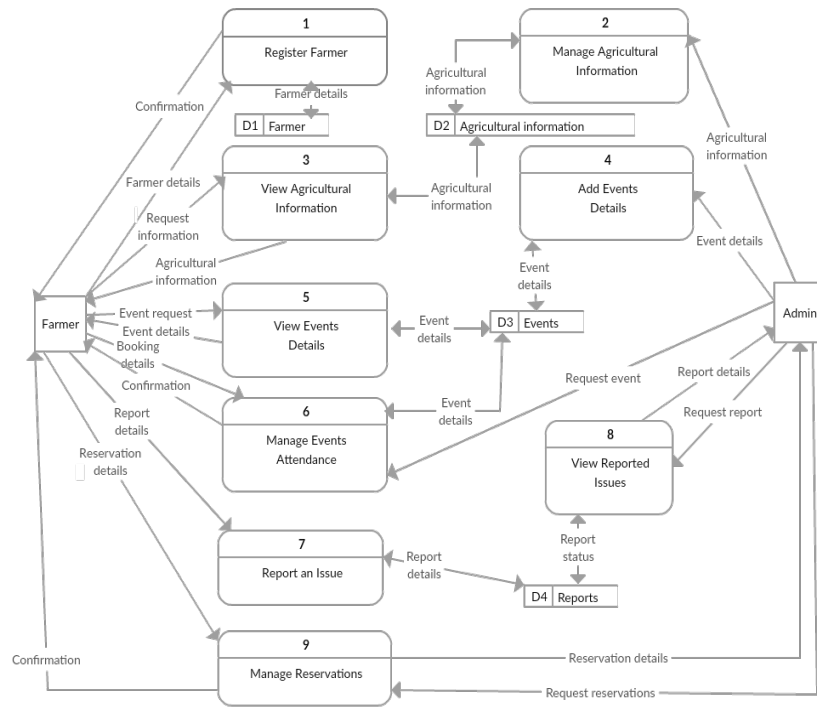 1
Register Farmer
2
Manage Agricultural
Information
Agricultural
information
Farmer details
Confirmation
D1 Farmer
D2 Agricultural information
Agricultural
information
3
View Agricultural
Information
4
Add Events
Details
Farmer details
Agricultural
information
Request
information
Event details
Agricultural
information
Event
details
5
View Events
Details
Farmer
Event request
Event details
Event
details
D3 Events
Admin
Booking
details
Confirmation
Request event
Report details
6
Manage Events
Attendance
Event
details
Report
details
Request report
8
View Reported
Issues
Reservation
details
7
Report an Issue
Report
status
Report
details
D4 Reports
9
Manage Reservations
Confirmation
Reservation details
Request reservations